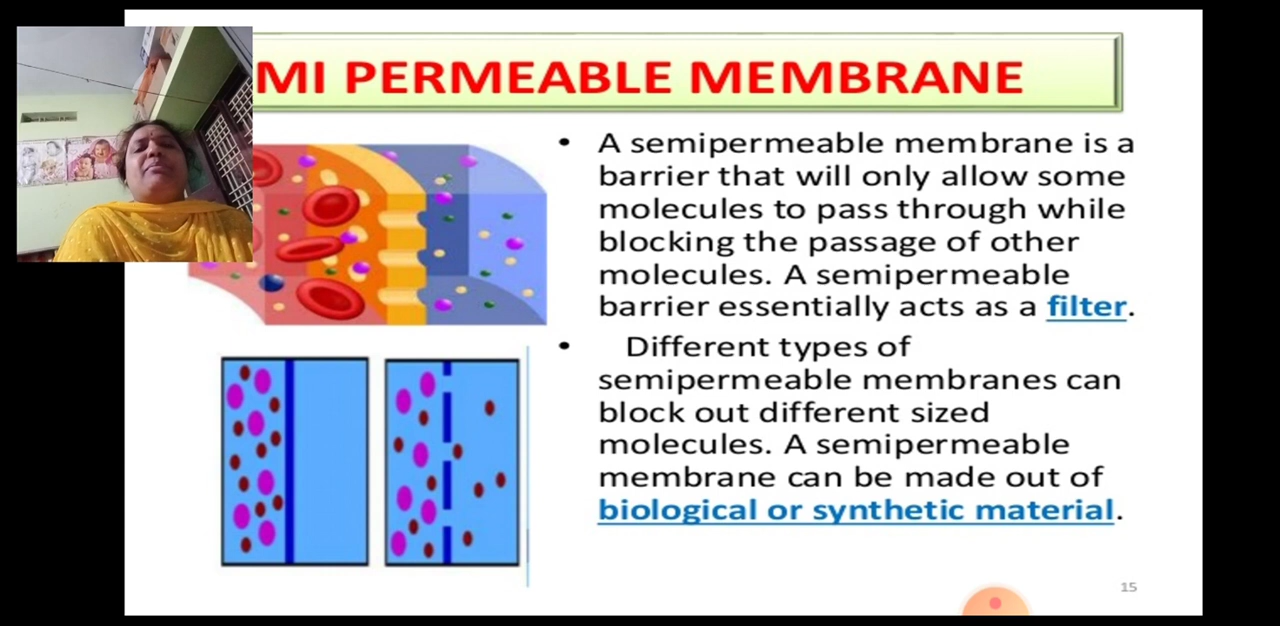 MI PERMEABLE MEMBRANE
• A semipermeable membrane is a
barrier that will only allow some
molecules to pass through while
blocking the passage of other
molecules. A semipermeable
barrier essentially acts as a filter.
• Different types of
semipermeable membranes can
block out different sized
molecules. A semipermeable
membrane can be made out of
biological or synthetic material.
15